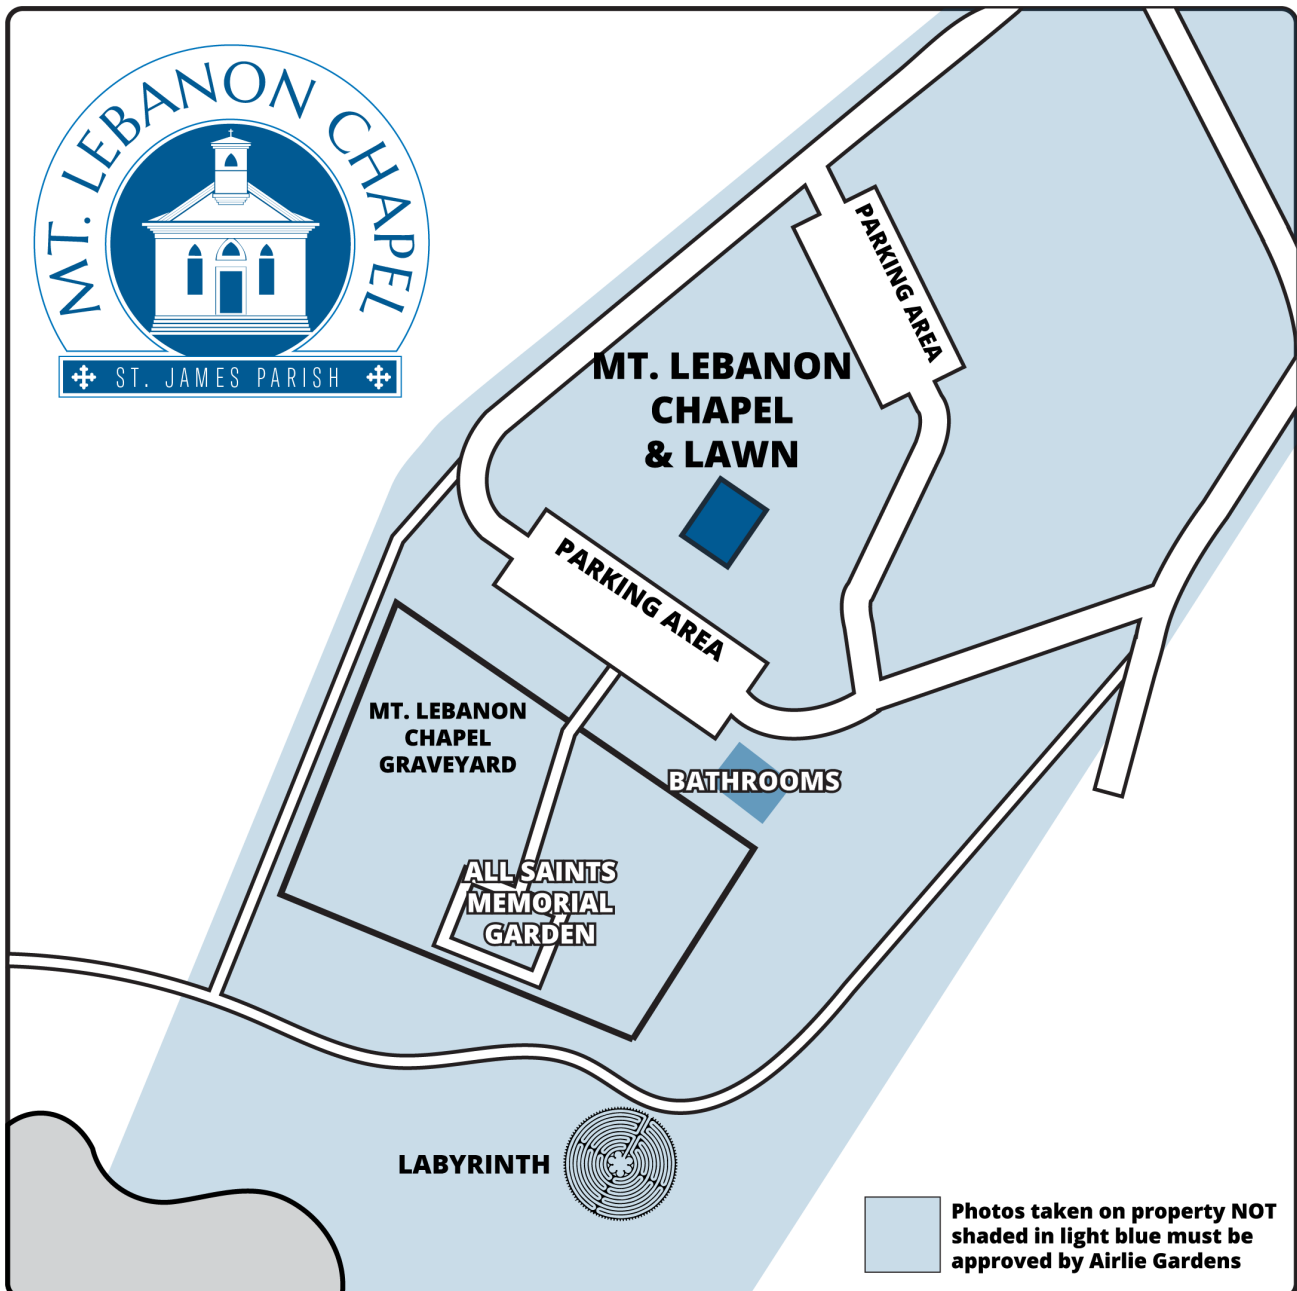 MT. LEBANON CHAPEL
ST. JAMES PARISH
PARKING AREA
MT. LEBANON
CHAPEL
& LAWN
PARKING AREA
MT. LEBANON
CHAPEL
GRAVEYARD
BATHROOMS
ALL SAINTS
MEMORIAL
GARDEN
LABYRINTH
Photos taken on property NOT
shaded in light blue must be
approved by Airlie Gardens